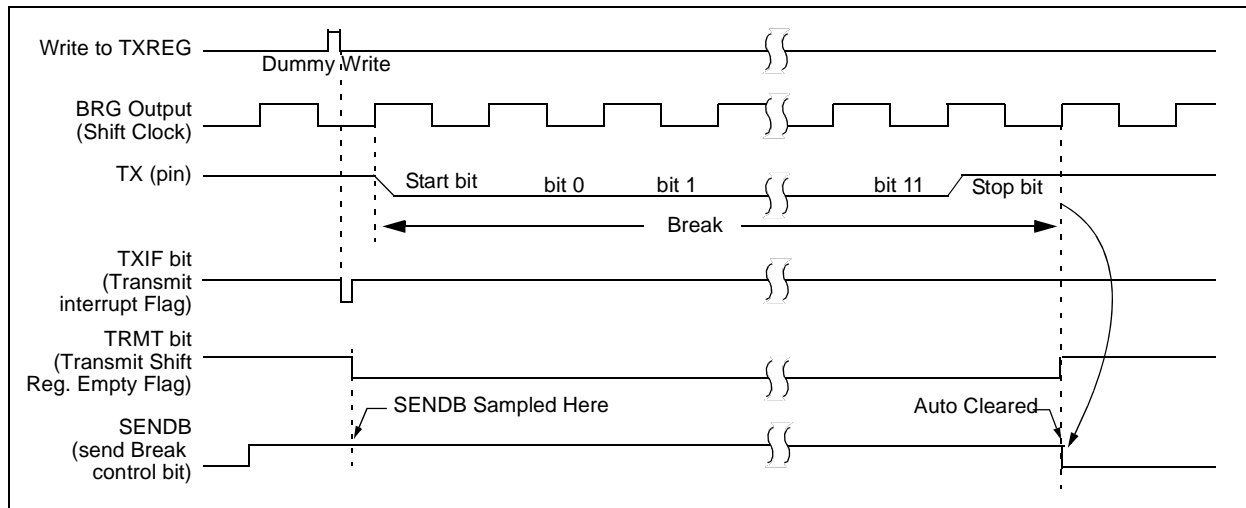 Write to TXREG
Dummy Write
BRG Output
(Shift Clock)
TX (pin)
Start bit bit 0 bit 1 bit 11 Stop bit
Break
TXIF bit
(Transmit
interrupt Flag)
TRMT bit
(Transmit Shift
Reg. Empty Flag)
SENDB Sampled Here Auto Cleared
SENDB
(send Break
control bit)